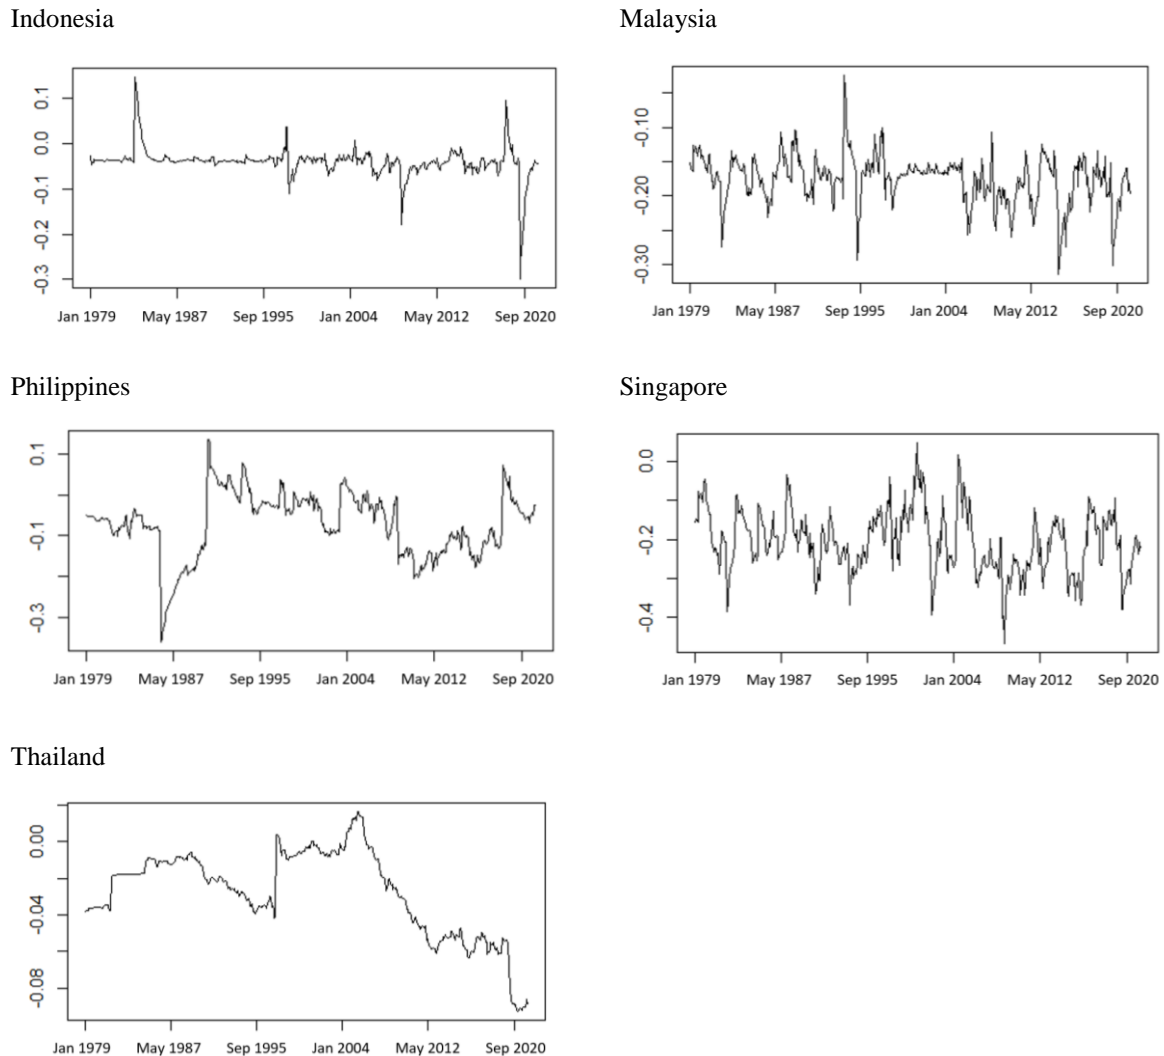 Indonesia
0.1
0.0
-0.1
-0.2
-0.3
Jan 1979 May 1987 Sep 1995 Jan 2004 May 2012 Sep 2020
Malaysia
-0.10
-0.20
-0.30
Jan 1979 May 1987 Sep 1995 Jan 2004 May 2012 Sep 2020
Philippines
0.1
-0.1
-0.3
Jan 1979 May 1987 Sep 1995 Jan 2004 May 2012 Sep 2020
Singapore
0.0
-0.2
-0.4
Jan 1979 May 1987 Sep 1995 Jan 2004 May 2012 Sep 2020
Thailand
0.00
-0.04
-0.08
Jan 1979 May 1987 Sep 1995 Jan 2004 May 2012 Sep 2020